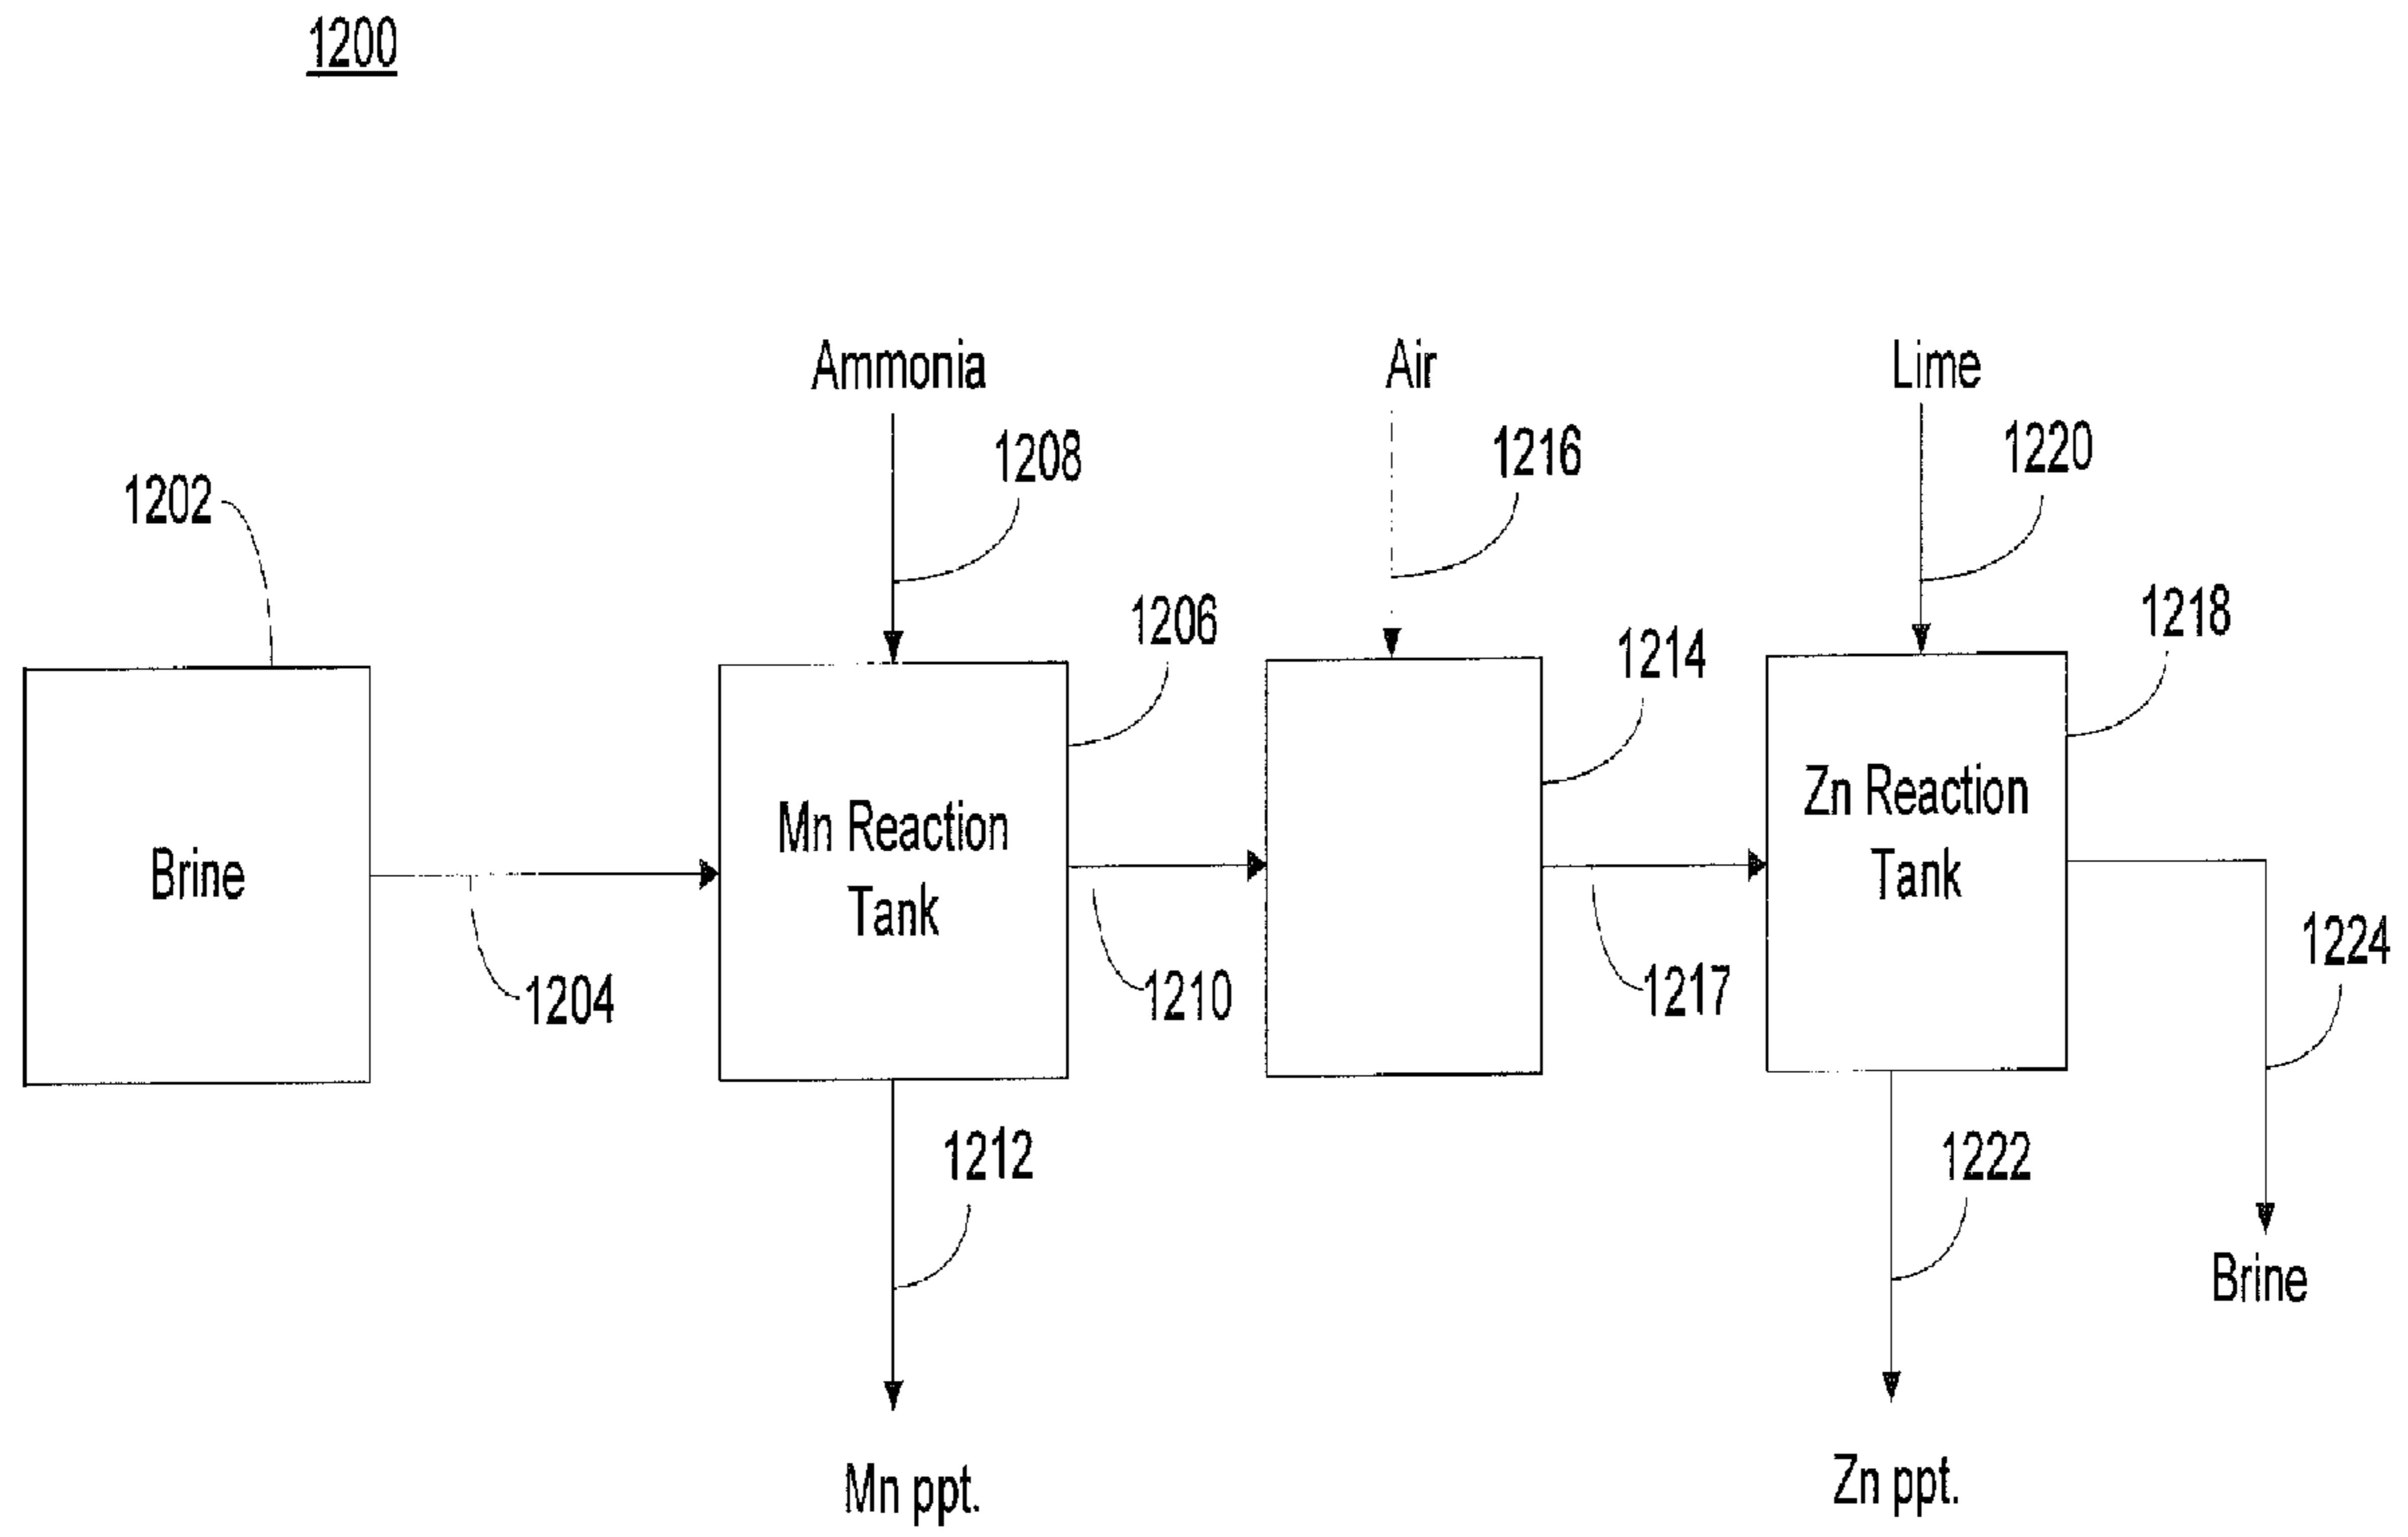 1200
Ammonia
Air
Lime
1208
1216
1220
1202
1206
1214
1218
Brine
Mn Reaction
Tank
Zn Reaction
Tank
1204
1210
1217
1224
1212
1222
Brine
Mn ppt.
Zn ppt.